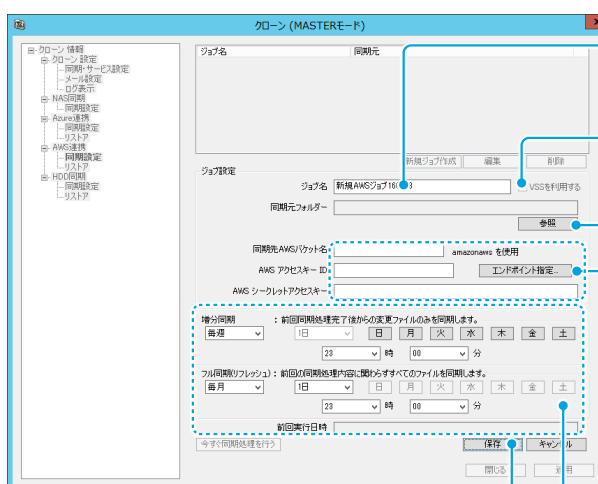 クローン (MASTERモード)
クローン 情報
クローン 設定
同期・サービス設定
メール設定
ログ表示
NAS同期
同期設定
Azure連携
同期設定
リストア
AWS連携
同期設定
リストア
HDD同期
同期設定
リストア
ジョブ名 同期元
新規ジョブ作成 編集 削除
ジョブ設定
ジョブ名 新規AWSジョブ16 VSSを利用する
同期元フォルダー
参照
同期先AWSバケット名 amazonaws を使用
AWS アクセスキー ID エンドポイント指定...
AWS シークレットアクセスキー
増分同期 : 前回同期処理完了後からの変更ファイルのみを同期します。
毎週 1日 日 月 火 水 木 金 土
23 時 00 分
フル同期(リフレッシュ) : 前回の同期処理内容に関わらずすべてのファイルを同期します。
毎月 1日 日 月 火 水 木 金 土
23 時 00 分
前回実行日時
今すぐ同期処理を行う 保存 キャンセル
閉じる 適用